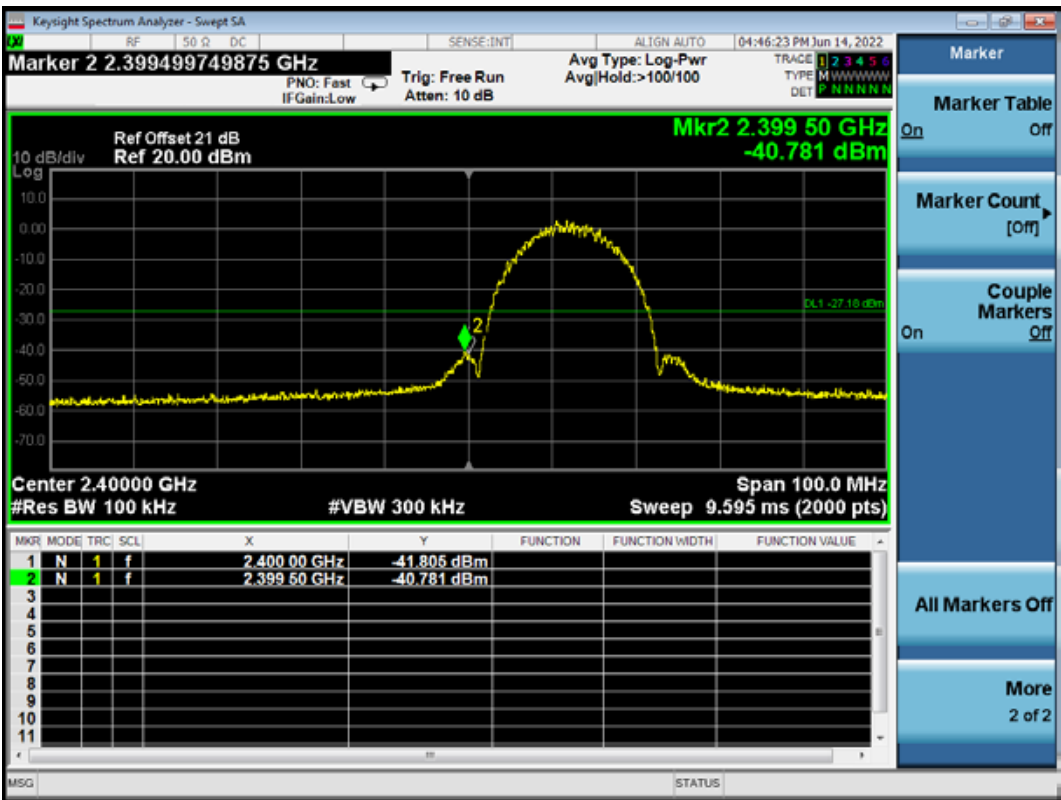 Keysight Spectrum Analyzer - Swept SA
LXI RF 50 Ω DC SENSE:INT ALIGN AUTO 04:46:23 PM Jun 14, 2022
Marker 2 2.399499749875 GHz
PNO: Fast
IFGain:Low
Trig: Free Run
Atten: 10 dB
Avg Type: Log-Pwr
Avg|Hold:>100/100
TRACE 1 2 3 4 5 6
TYPE M W W W W W
DET P N N N N N
Ref Offset 21 dB
10 dB/div Ref 20.00 dBm
Log
Mkr2 2.399 50 GHz
-40.781 dBm
10.0
0.00
-10.0
-20.0
DL1 -27.18 dBm
-30.0
2
-40.0
-50.0
-60.0
-70.0
Center 2.40000 GHz Span 100.0 MHz
#Res BW 100 kHz #VBW 300 kHz Sweep 9.595 ms (2000 pts)
MKR MODE TRC SCL X Y FUNCTION FUNCTION WIDTH FUNCTION VALUE
1 N 1 f 2.400 00 GHz -41.805 dBm
2 N 1 f 2.399 50 GHz -40.781 dBm
3
4
5
6
7
8
9
10
11
MSG STATUS
Marker
Marker Table
On Off
Marker Count
[Off]
Couple
Markers
On Off
All Markers Off
More
2 of 2